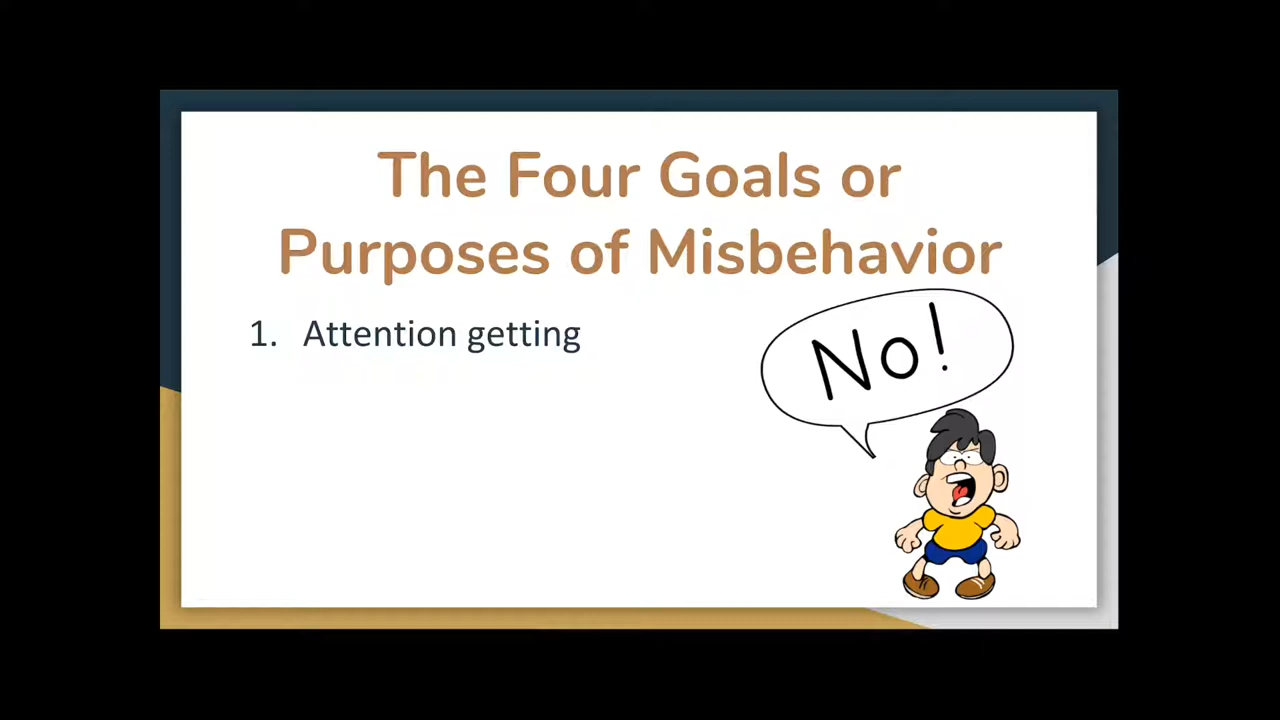 The Four Goals or
Purposes of Misbehavior
1. Attention getting
No!